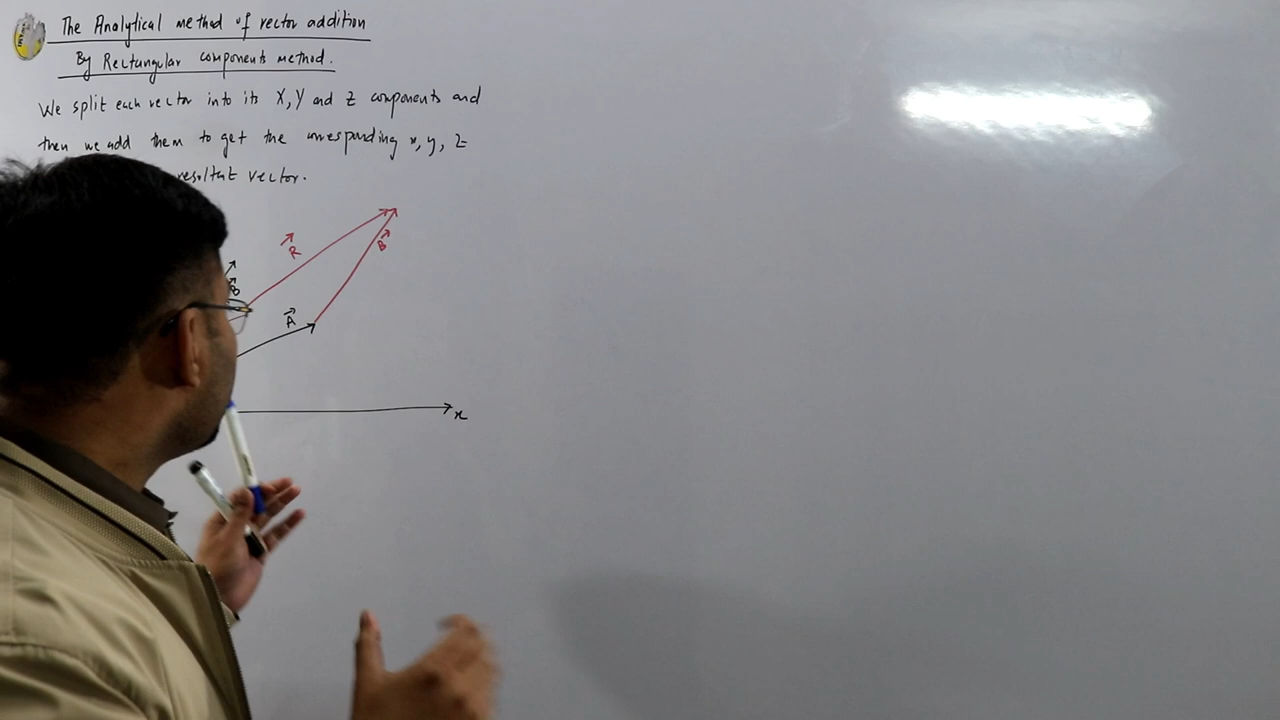 The Analytical method of vector addition
By Rectangular components method.
We split each vector into its X, Y and Z components and
then we add them to get the corresponding x, y, z
resultant vector.
R
B
B
A
x